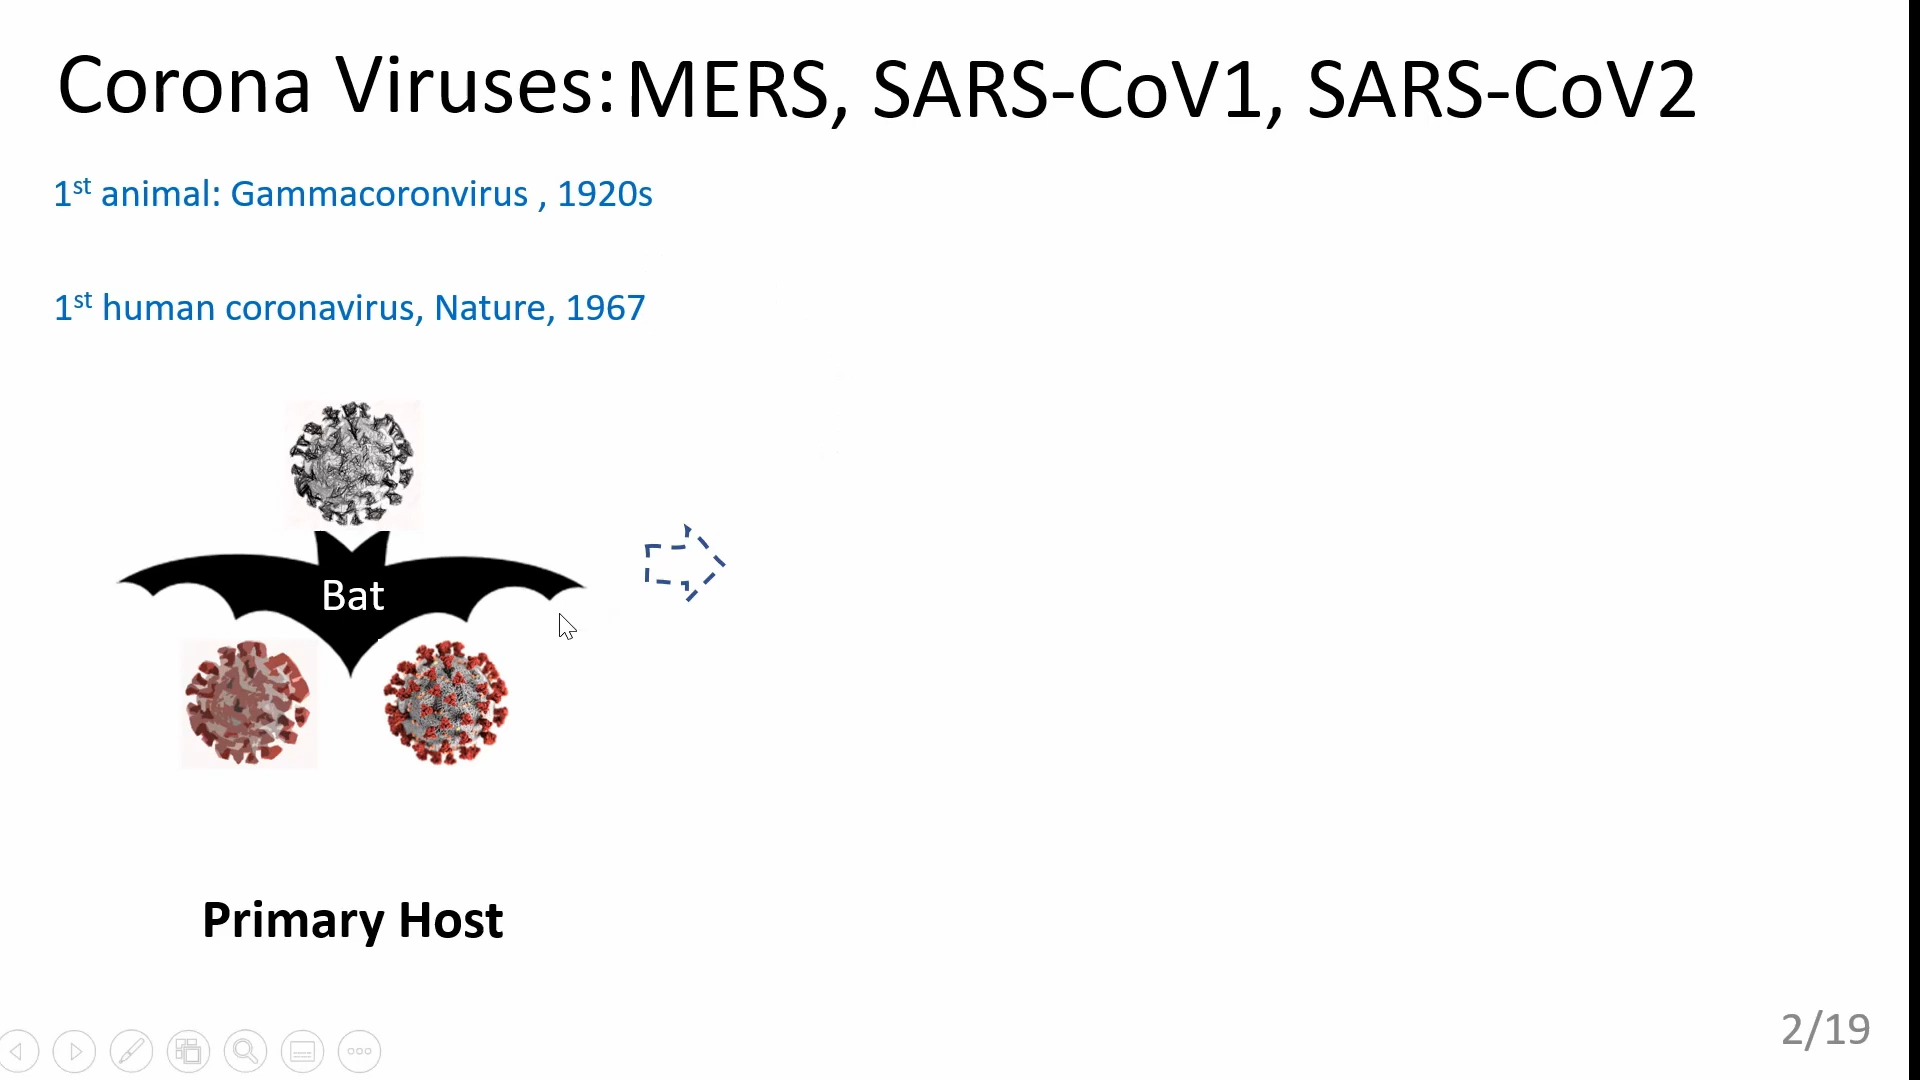 Corona Viruses: MERS, SARS-CoV1, SARS-CoV2
1st animal: Gammacoronvirus , 1920s
1st human coronavirus, Nature, 1967
Bat
Primary Host
2/19